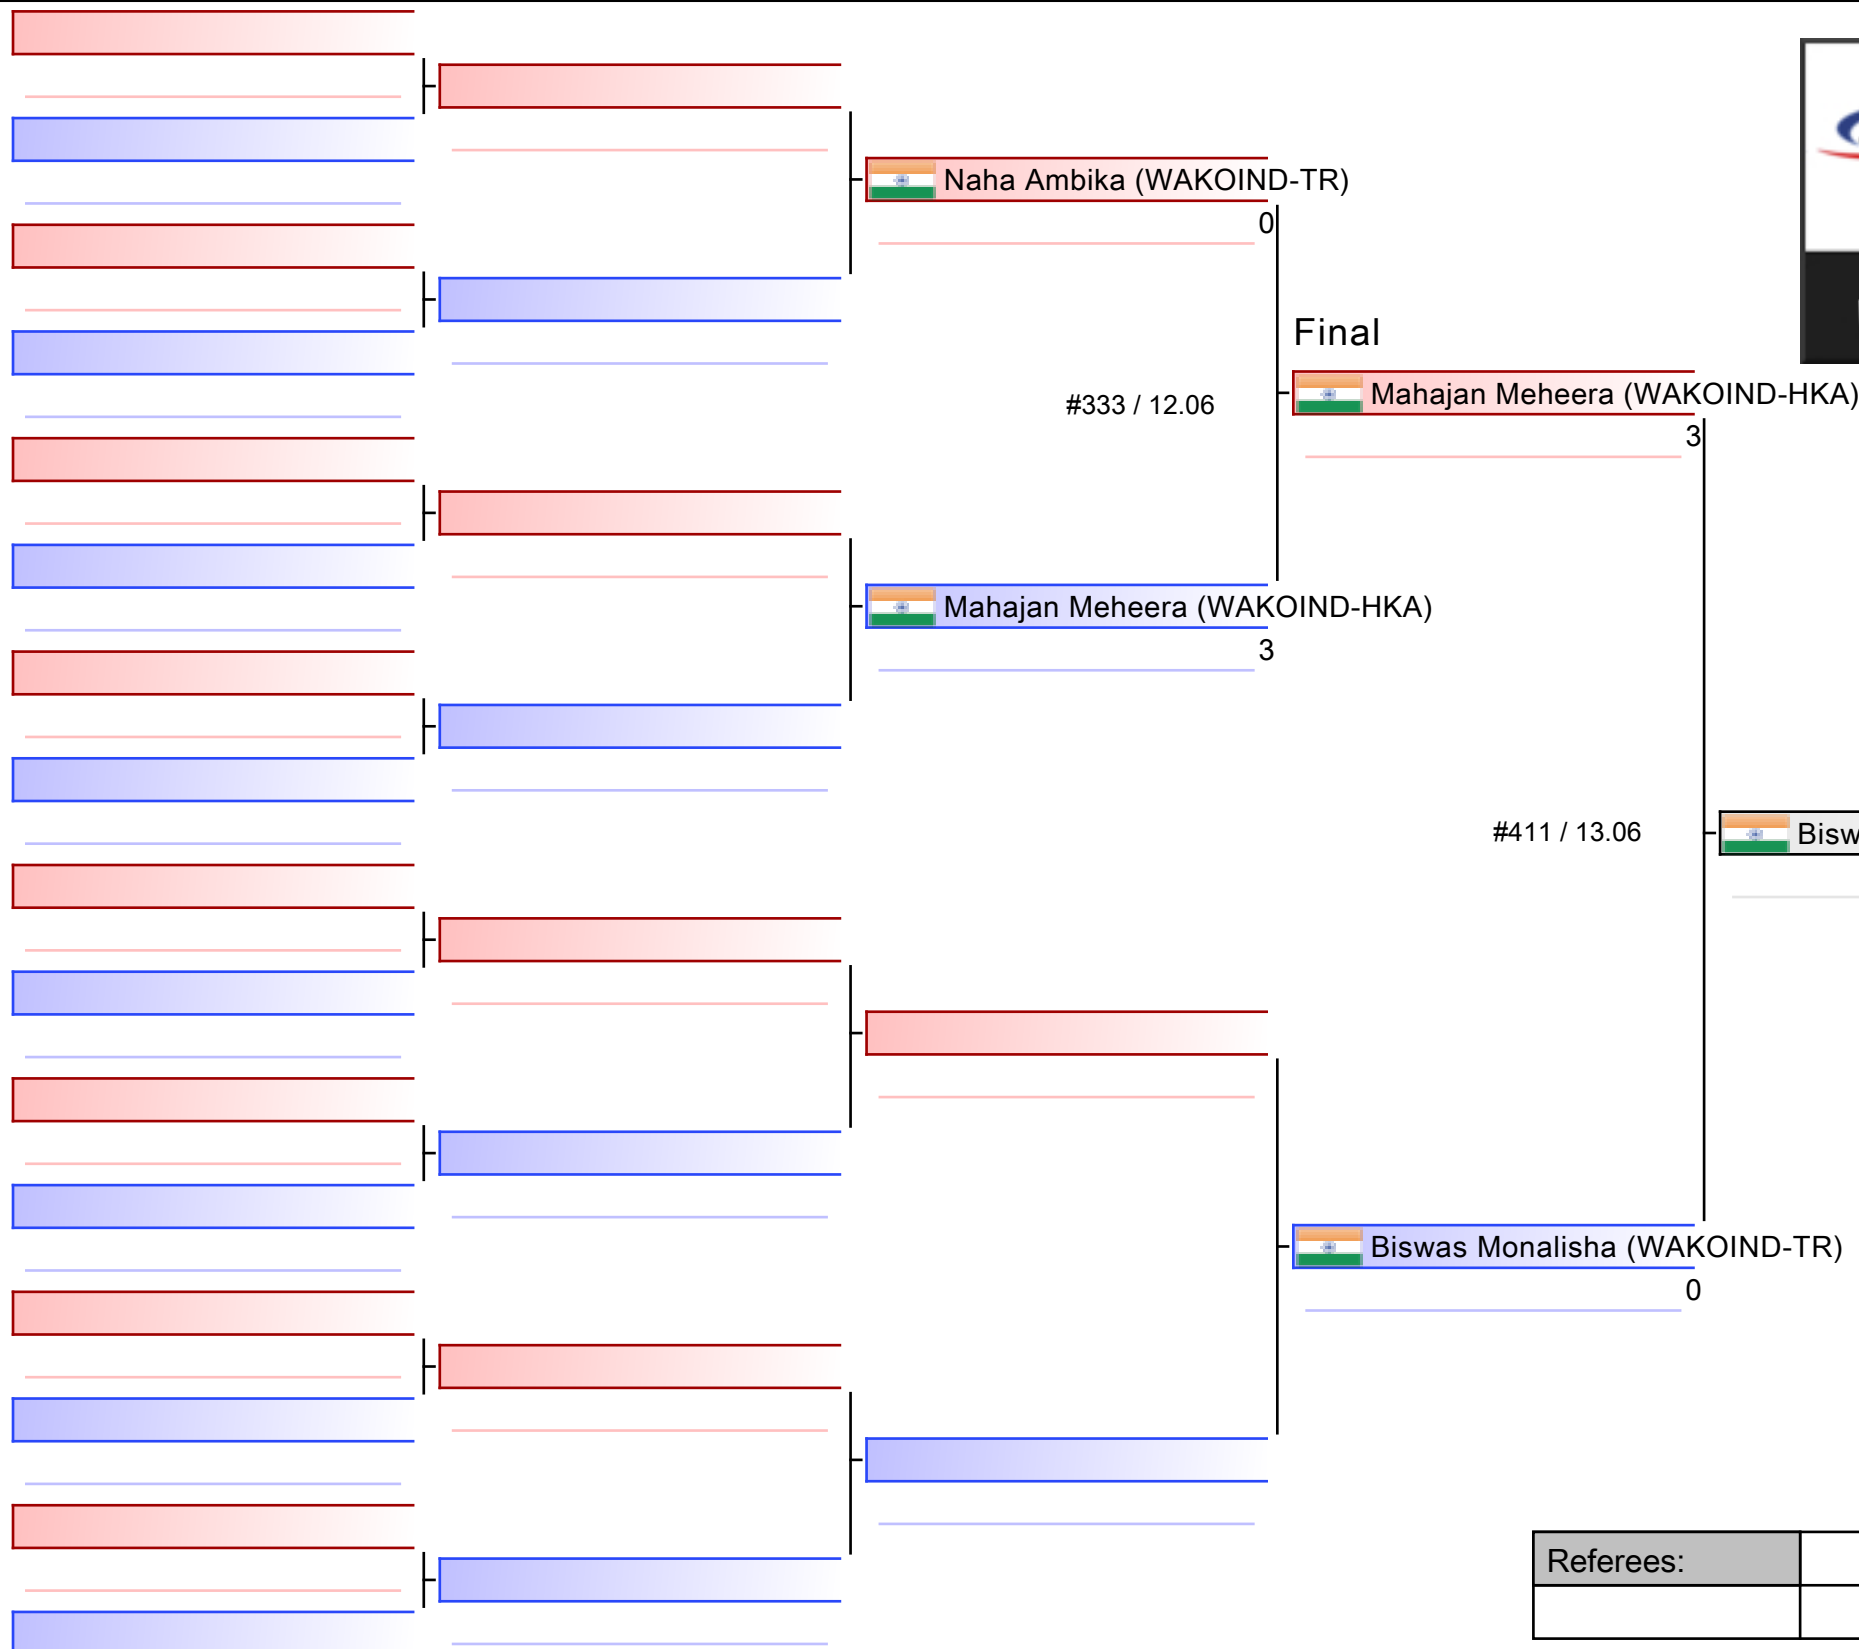 Naha Ambika (WAKOIND-TR)
0
Final
#333 / 12.06
Mahajan Meheera (WAKOIND-HKA)
3
Mahajan Meheera (WAKOIND-HKA)
3
#411 / 13.06
Bisw
Biswas Monalisha (WAKOIND-TR)
0
Referees: